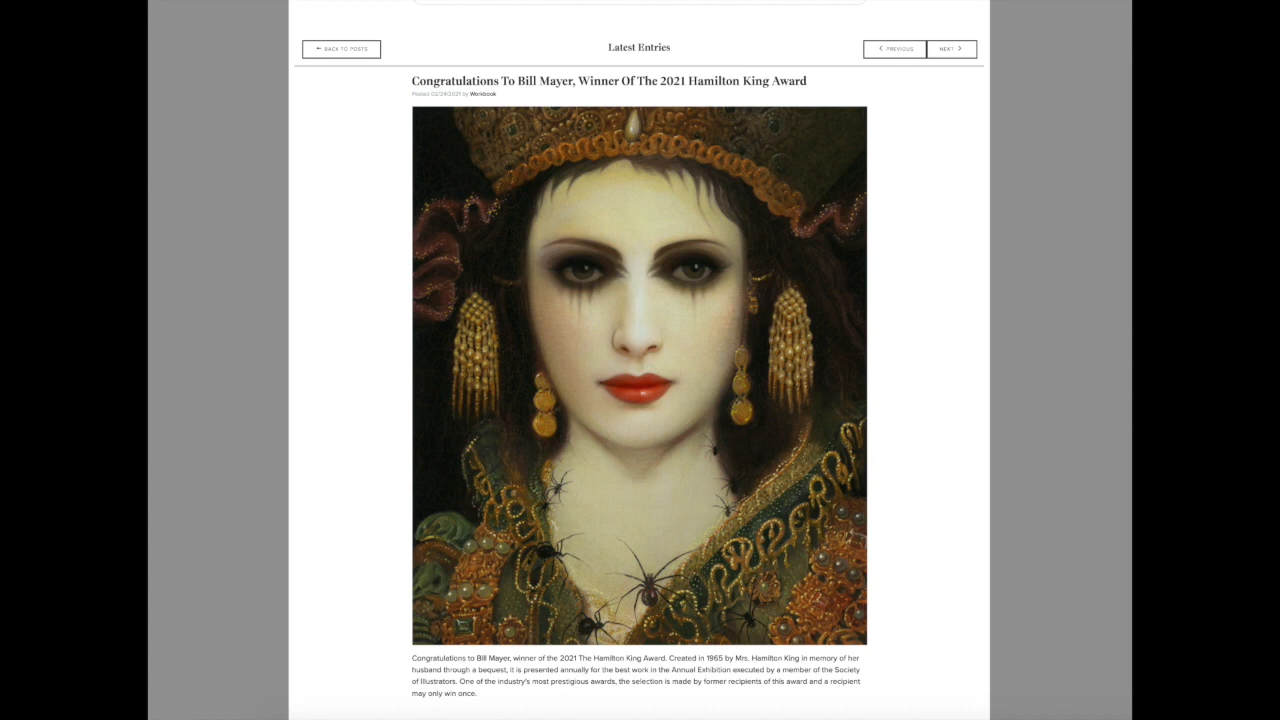 ← BACK TO POSTS
Latest Entries
< PREVIOUS
NEXT >
Congratulations To Bill Mayer, Winner Of The 2021 Hamilton King Award
Posted 02/24/2021 by Workbook
Congratulations to Bill Mayer, winner of the 2021 The Hamilton King Award. Created in 1965 by Mrs. Hamilton King in memory of her
husband through a bequest, it is presented annually for the best work in the Annual Exhibition executed by a member of the Society
of Illustrators. One of the industry's most prestigious awards, the selection is made by former recipients of this award and a recipient
may only win once.